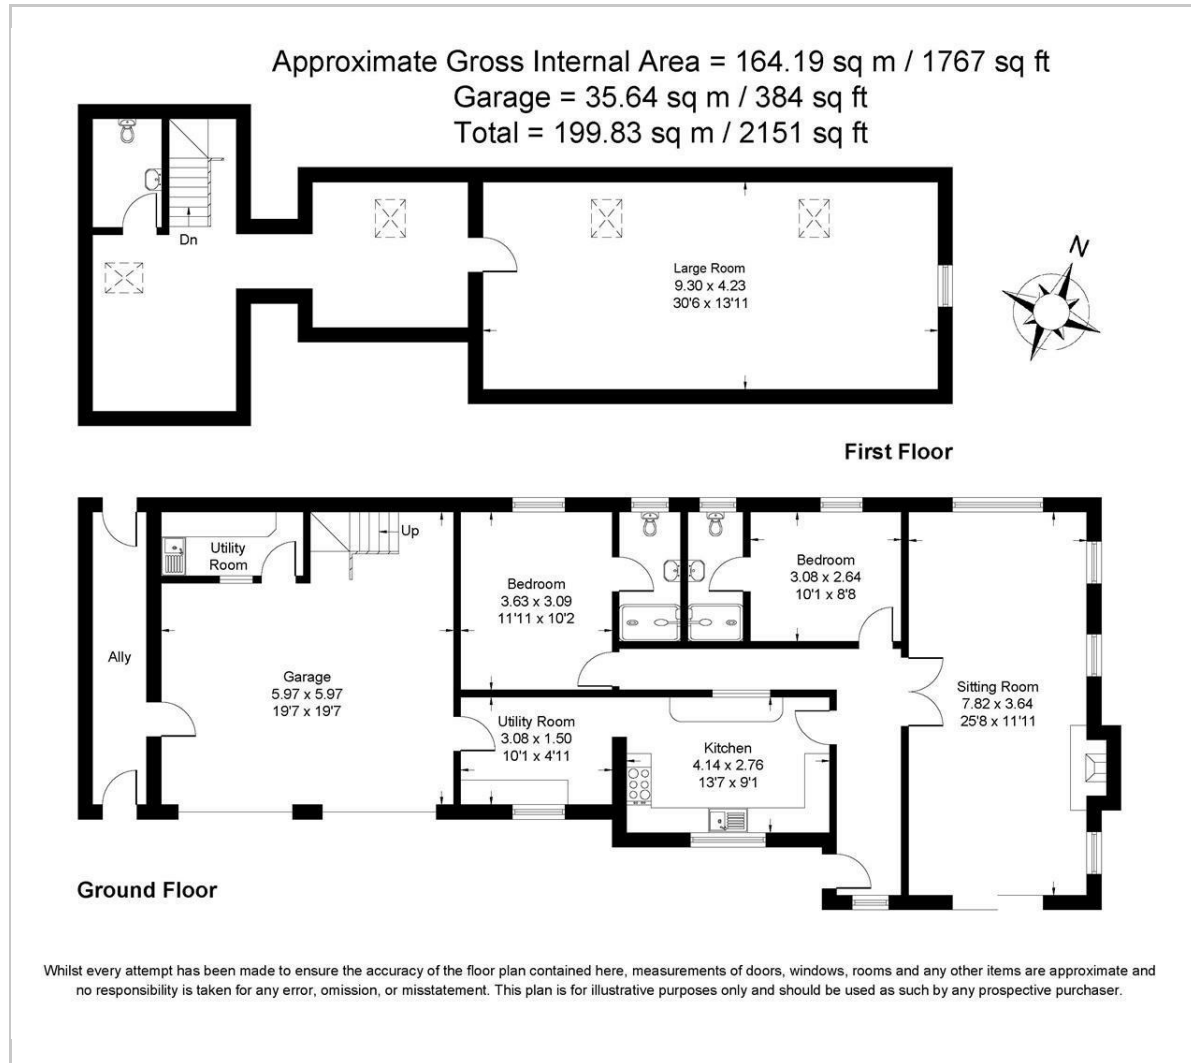 Approximate Gross Internal Area = 164.19 sq m / 1767 sq ft
Garage = 35.64 sq m / 384 sq ft
Total = 199.83 sq m / 2151 sq ft
Dn
Large Room
9.30 x 4.23
30'6 x 13'11
N
First Floor
Utility
Room
Up
Bedroom
3.63 x 3.09
11'11 x 10'2
Bedroom
3.08 x 2.64
10'1 x 8'8
Ally
Garage
5.97 x 5.97
19'7 x 19'7
Utility Room
3.08 x 1.50
10'1 x 4'11
Kitchen
4.14 x 2.76
13'7 x 9'1
Sitting Room
7.82 x 3.64
25'8 x 11'11
Ground Floor
Whilst every attempt has been made to ensure the accuracy of the floor plan contained here, measurements of doors, windows, rooms and any other items are approximate and
no responsibility is taken for any error, omission, or misstatement. This plan is for illustrative purposes only and should be used as such by any prospective purchaser.